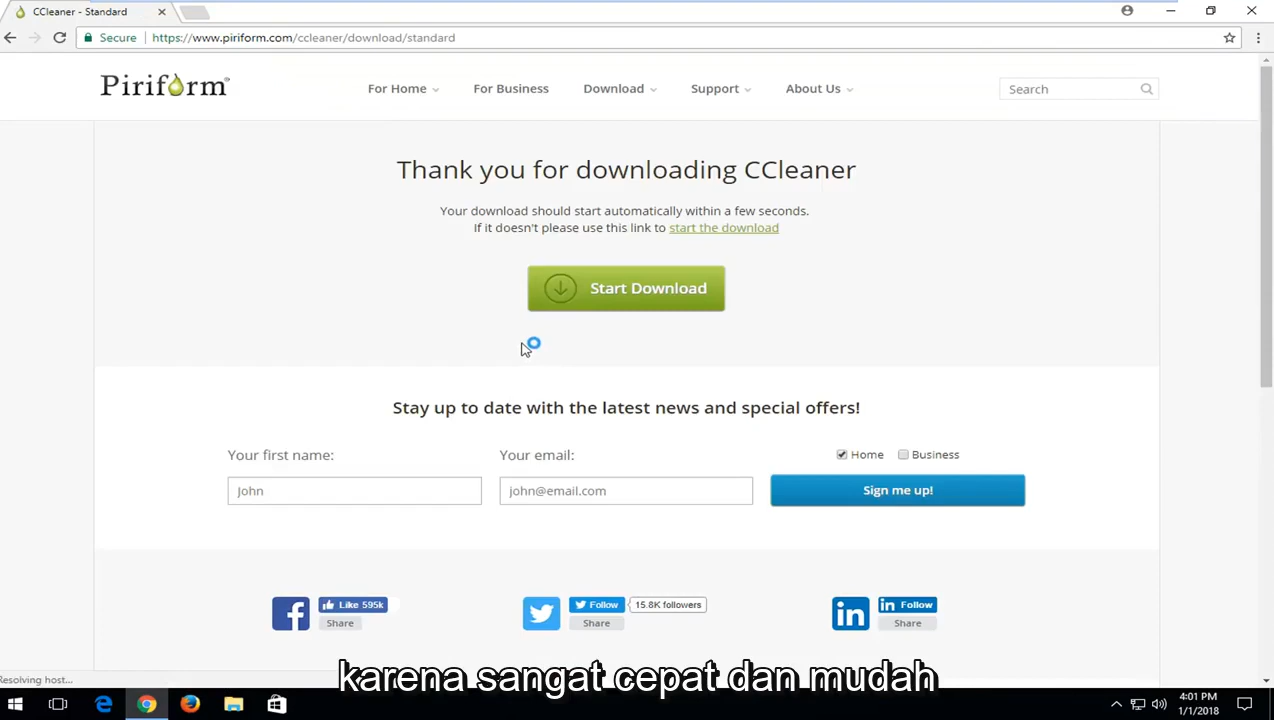 CCleaner - Standard
Secure https://www.piriform.com/ccleaner/download/standard
Piriform
For Home For Business Download Support About Us Search
Thank you for downloading CCleaner
Your download should start automatically within a few seconds.
If it doesn't please use this link to start the download
Start Download
Stay up to date with the latest news and special offers!
Your first name: Your email: Home Business
John john@email.com Sign me up!
Like 595k Follow 15.8K followers Follow
Share Share Share
karena sangat cepat dan mudah
Resolving host...
4:01 PM
1/1/2018